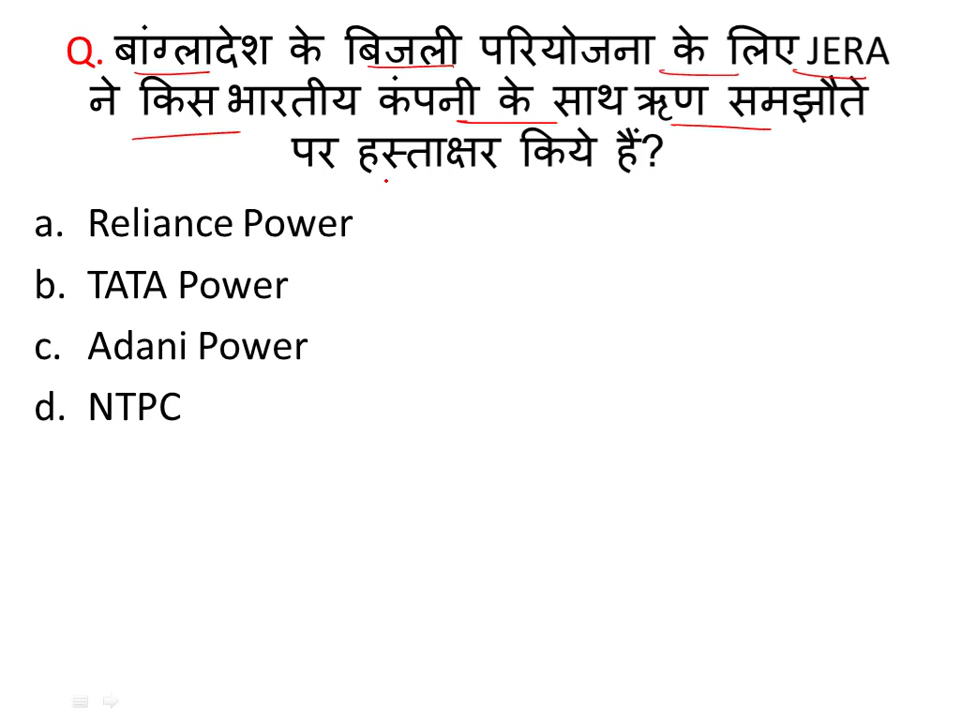 Q. बांग्लादेश के बिजली परियोजना के लिए JERA
ने किस भारतीय कंपनी के साथ ऋण समझौते
पर हस्ताक्षर किये हैं?
a. Reliance Power
b. TATA Power
c. Adani Power
d. NTPC